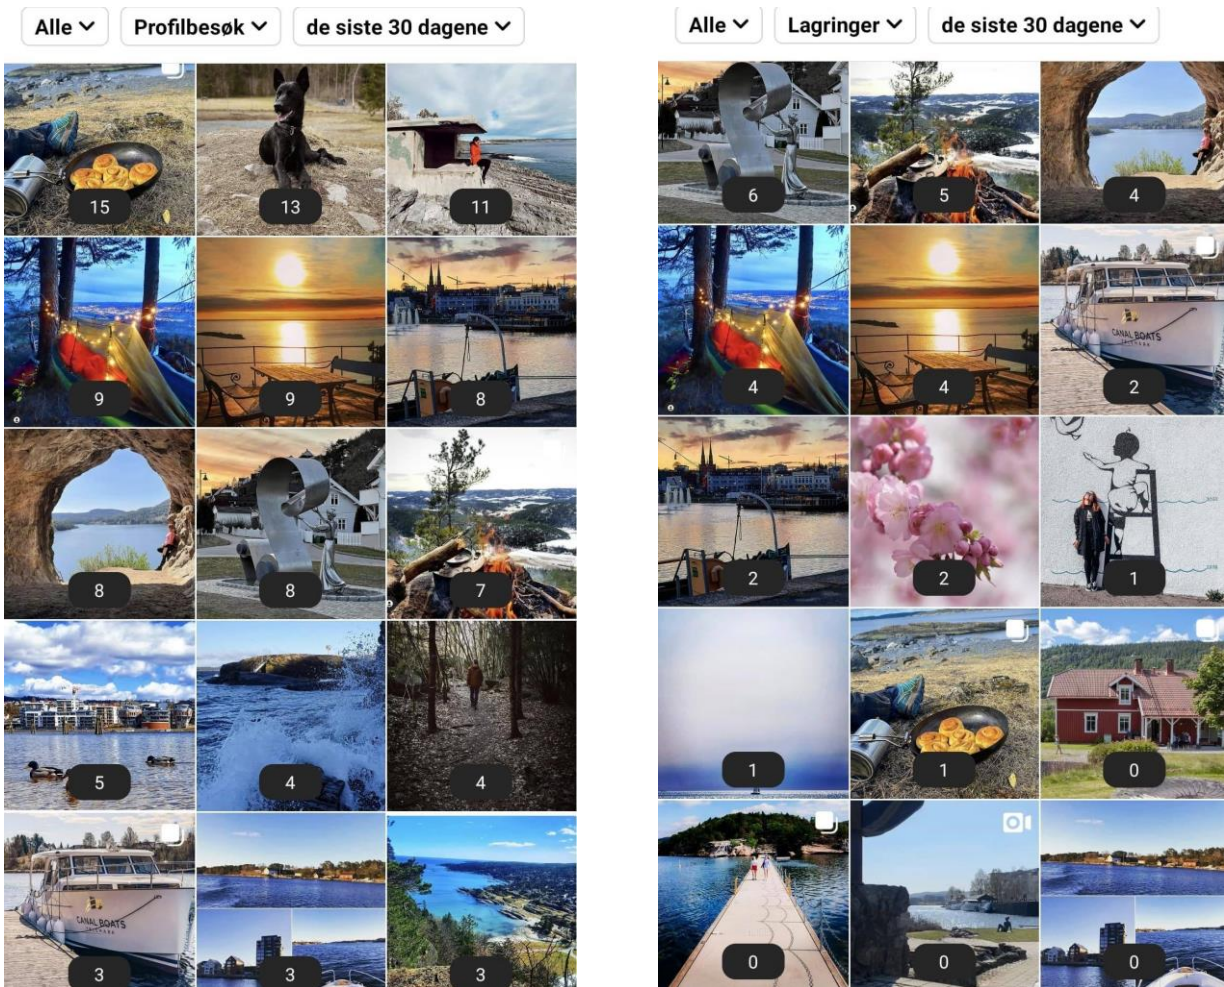 Alle Profilbesøk de siste 30 dagene
15 13 11
9 9 8
8 8 7
5 4 4
CANAL BOATS
TELEMARK
3 3 3
Alle Lagringer de siste 30 dagene
6 5 4
CANAL BOATS
TELEMARK
4 4 2
2 2 1
1 1 0
0 0 0